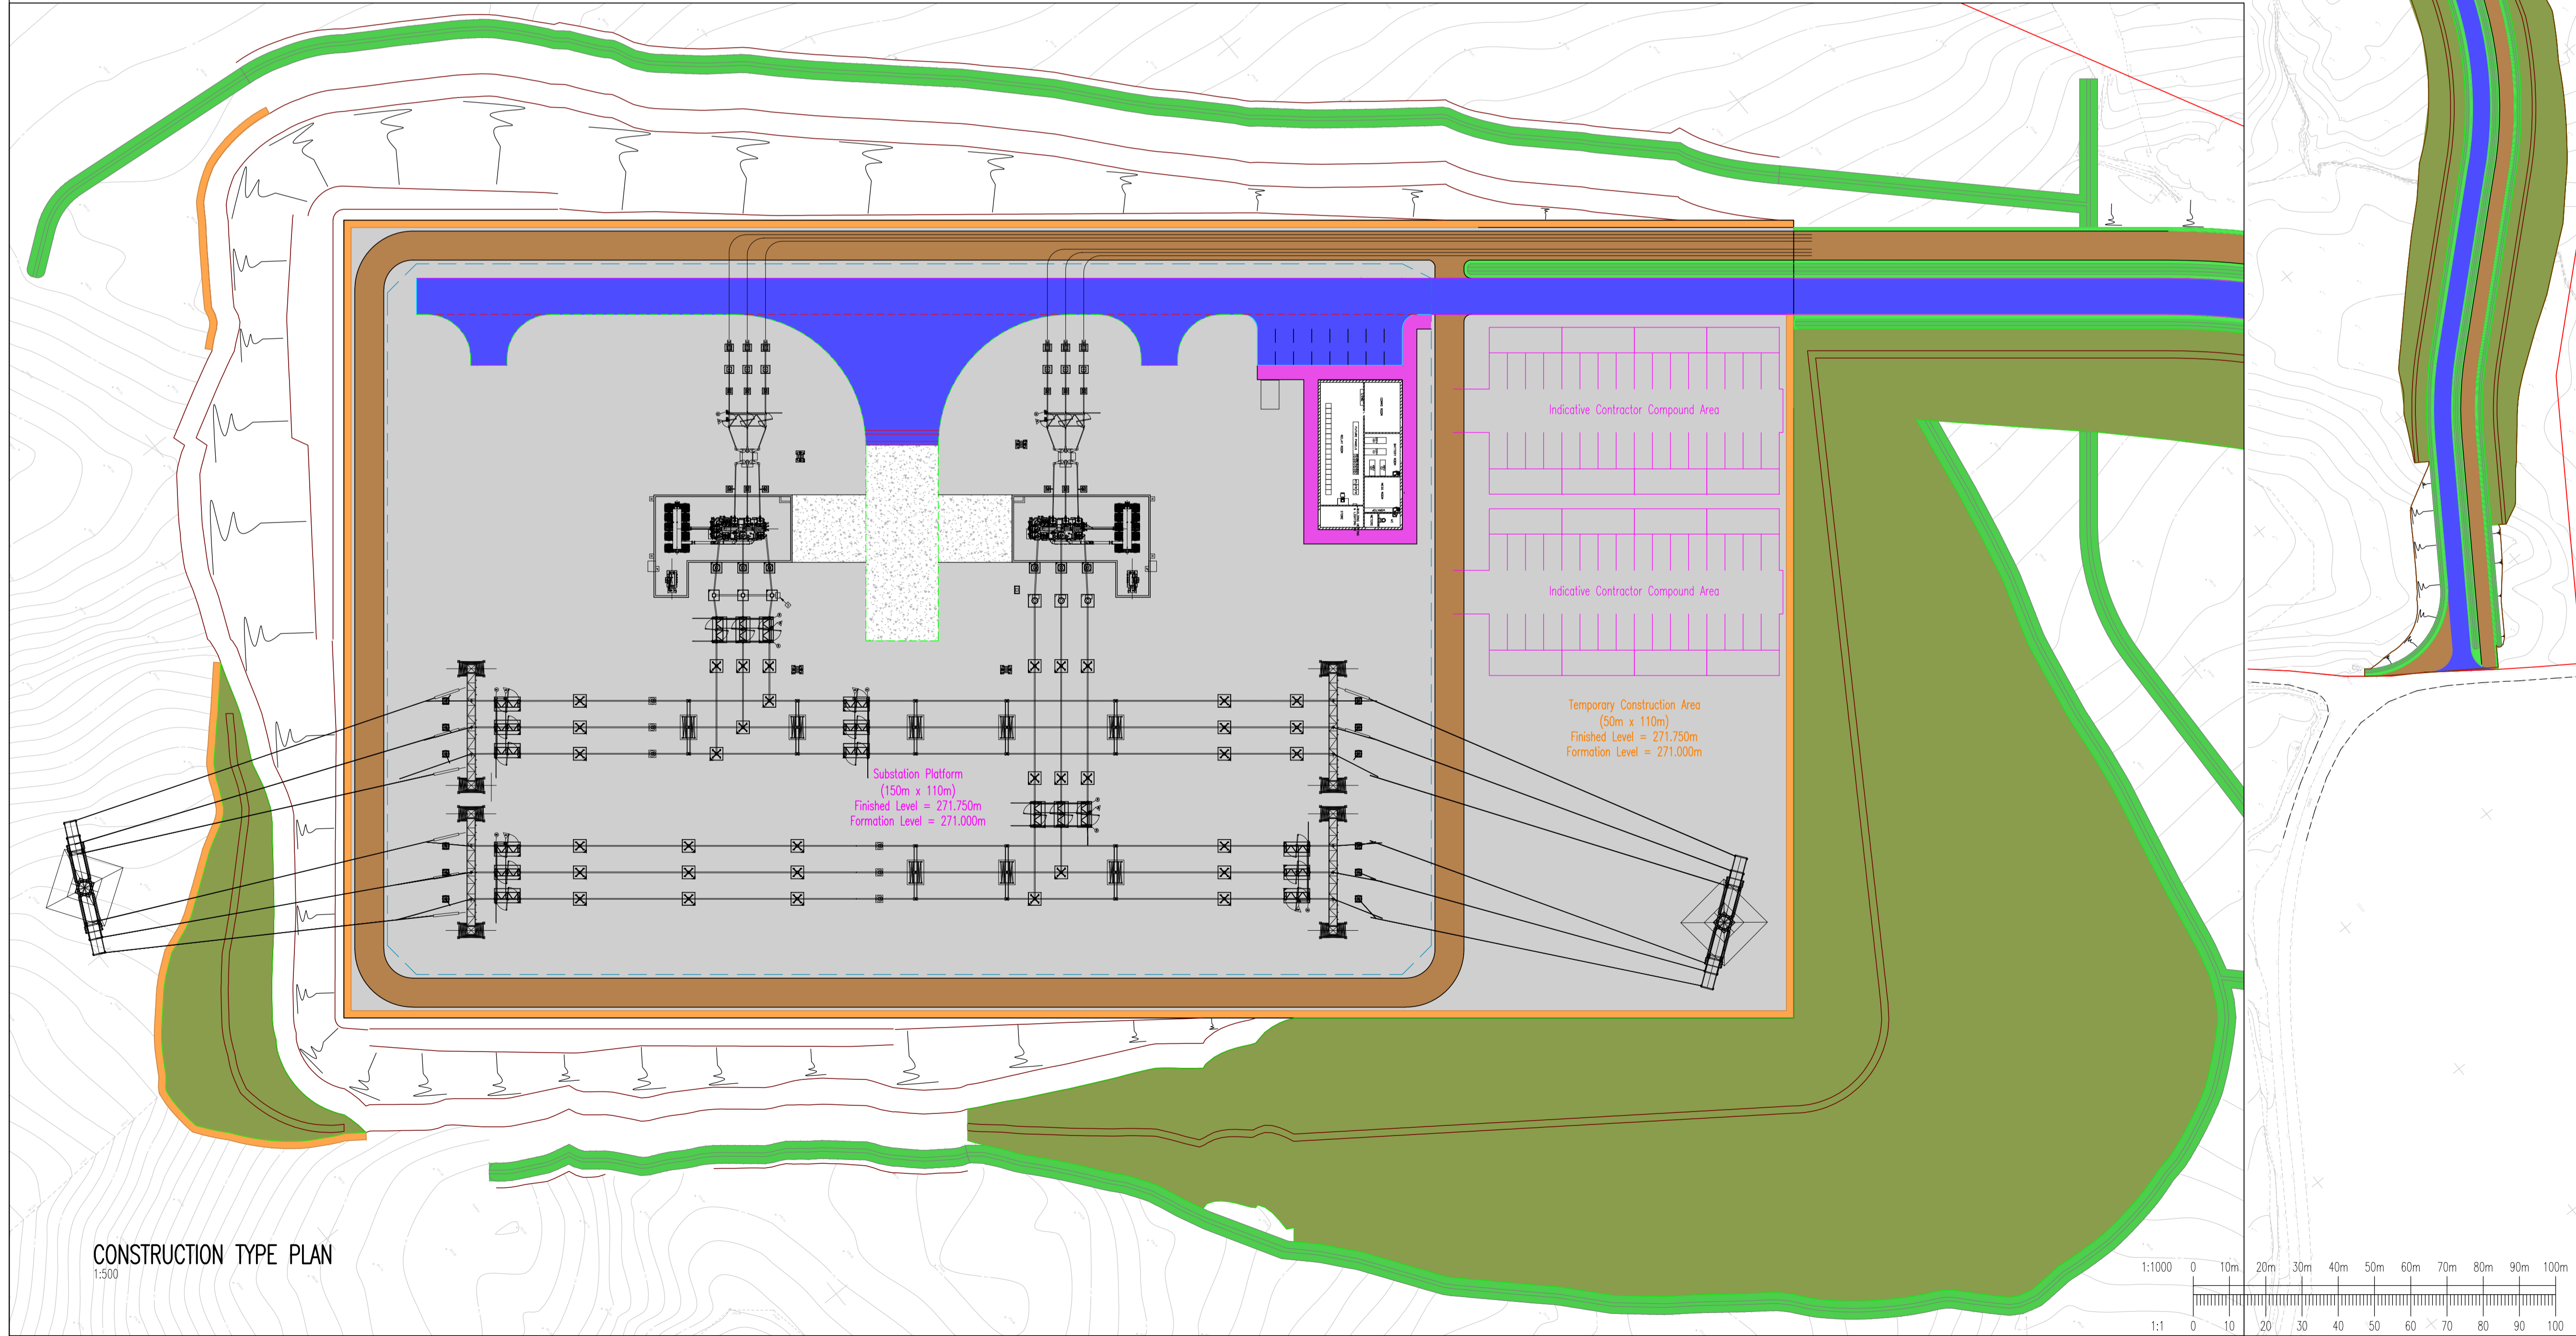 Indicative Contractor Compound Area
Indicative Contractor Compound Area
Temporary Construction Area
(50m x 110m)
Finished Level = 271.750m
Formation Level = 271.000m
Substation Platform
(150m x 110m)
Finished Level = 271.750m
Formation Level = 271.000m
CONSTRUCTION TYPE PLAN
1:500
1:1000 0 10m 20m 30m 40m 50m 60m 70m 80m 90m 100m
1:1 0 10 20 30 40 50 60 70 80 90 100